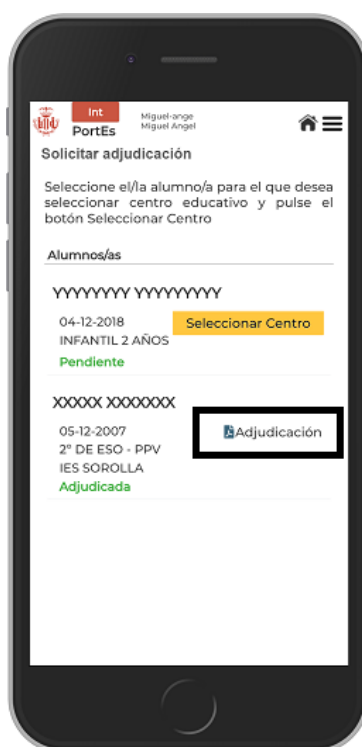 Int
PortEs
Miguel-ange
Miguel Angel
Solicitar adjudicación
Seleccione el/la alumno/a para el que desea
seleccionar centro educativo y pulse el
botón Seleccionar Centro
Alumnos/as
YYYYYYYY YYYYYYYYY
04-12-2018
Seleccionar Centro
INFANTIL 2 AÑOS
Pendiente
XXXXX XXXXXXX
05-12-2007
Adjudicación
2º DE ESO - PPV
IES SOROLLA
Adjudicada